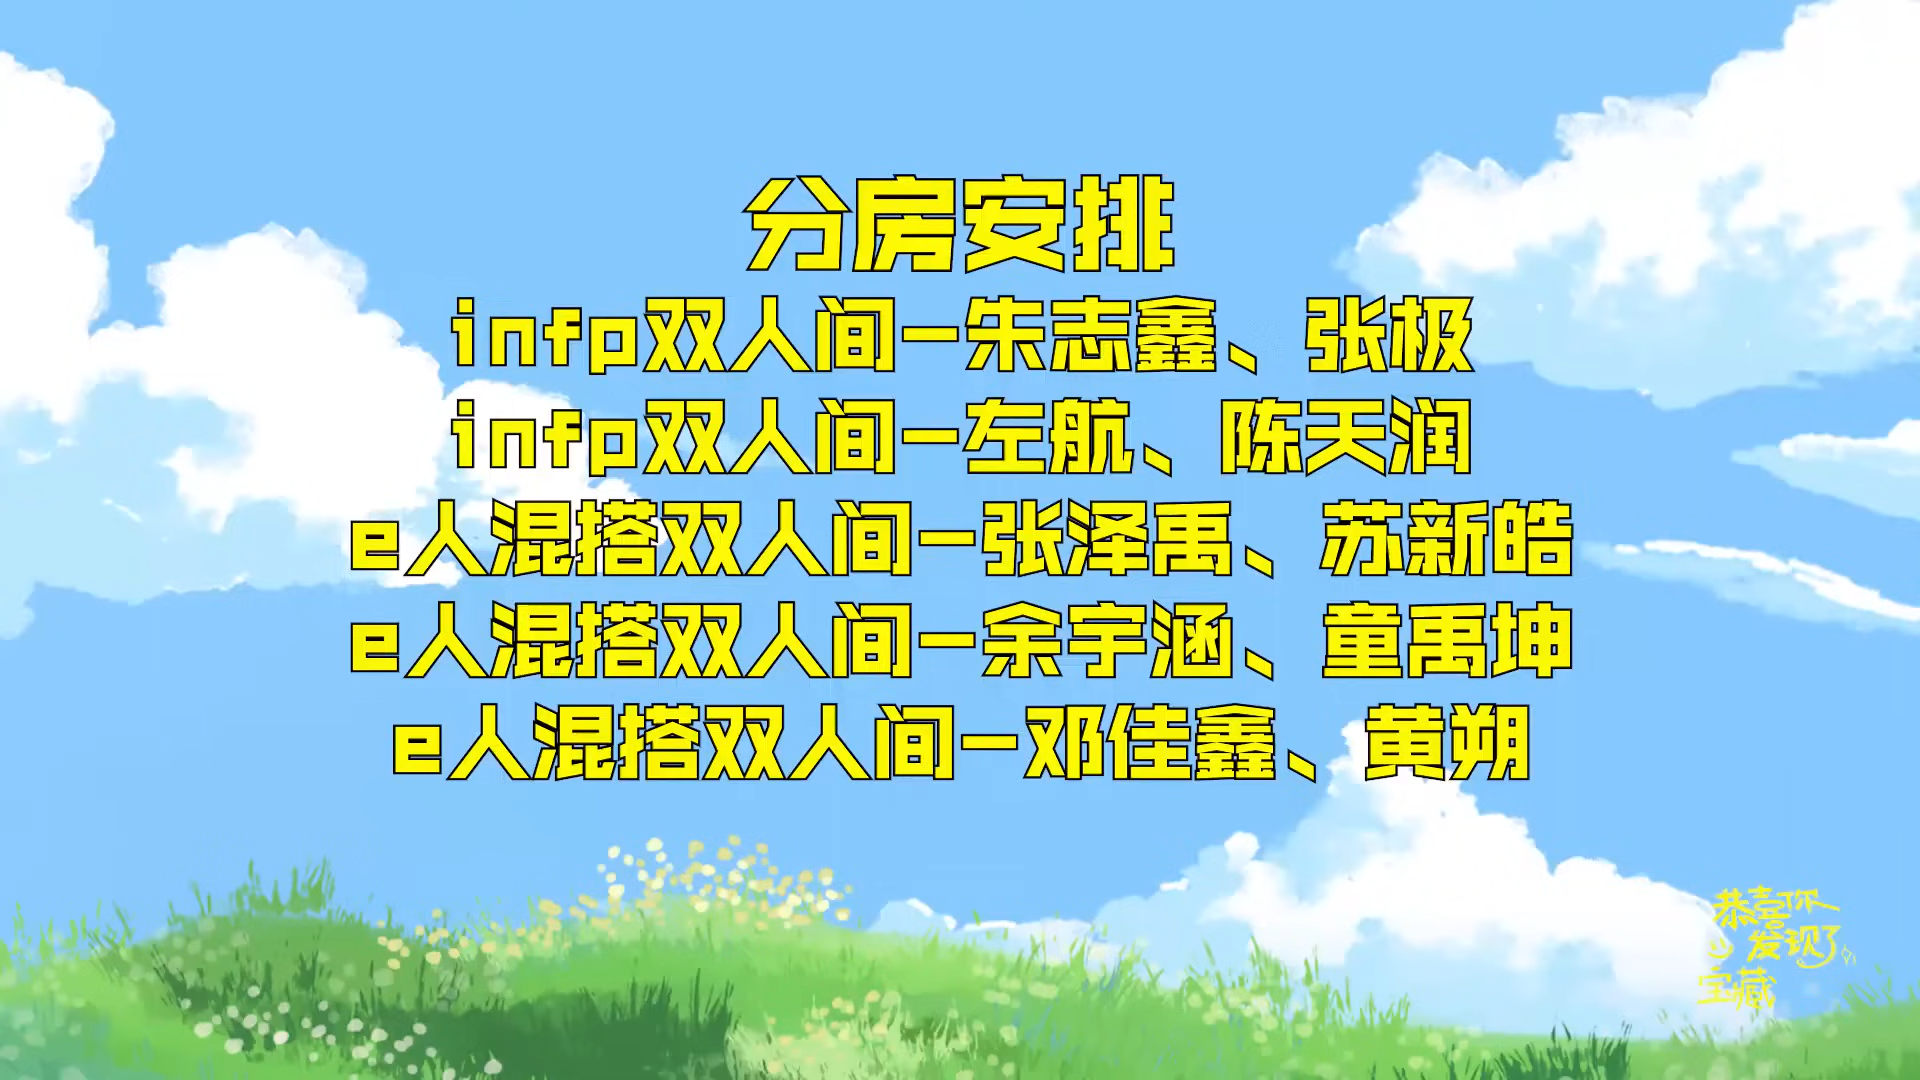 分房安排
infp双人间-朱志鑫、张极
infp双人间-左航、陈天润
e人混搭双人间-张泽禹、苏新皓
e人混搭双人间-余宇涵、童禹坤
e人混搭双人间-邓佳鑫、黄朔
恭喜你
发现了
宝藏